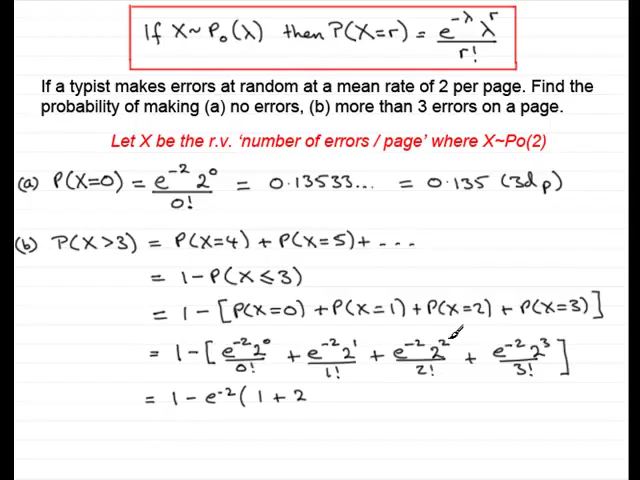 If X~Po(λ) then P(X=r) = e^-λ λ^r / r!
If a typist makes errors at random at a mean rate of 2 per page. Find the
probability of making (a) no errors, (b) more than 3 errors on a page.
Let X be the r.v. ‘number of errors / page’ where X~Po(2)
(a) P(X=0) = e^-2 2^0 / 0! = 0.13533... = 0.135 (3dp)
(b) P(X>3) = P(X=4) + P(X=5) + ...
= 1 - P(X ≤ 3)
= 1 - [P(X=0) + P(X=1) + P(X=2) + P(X=3)]
= 1 - [e^-2 2^0 / 0! + e^-2 2^1 / 1! + e^-2 2^2 / 2! + e^-2 2^3 / 3!]
= 1 - e^-2 (1 + 2